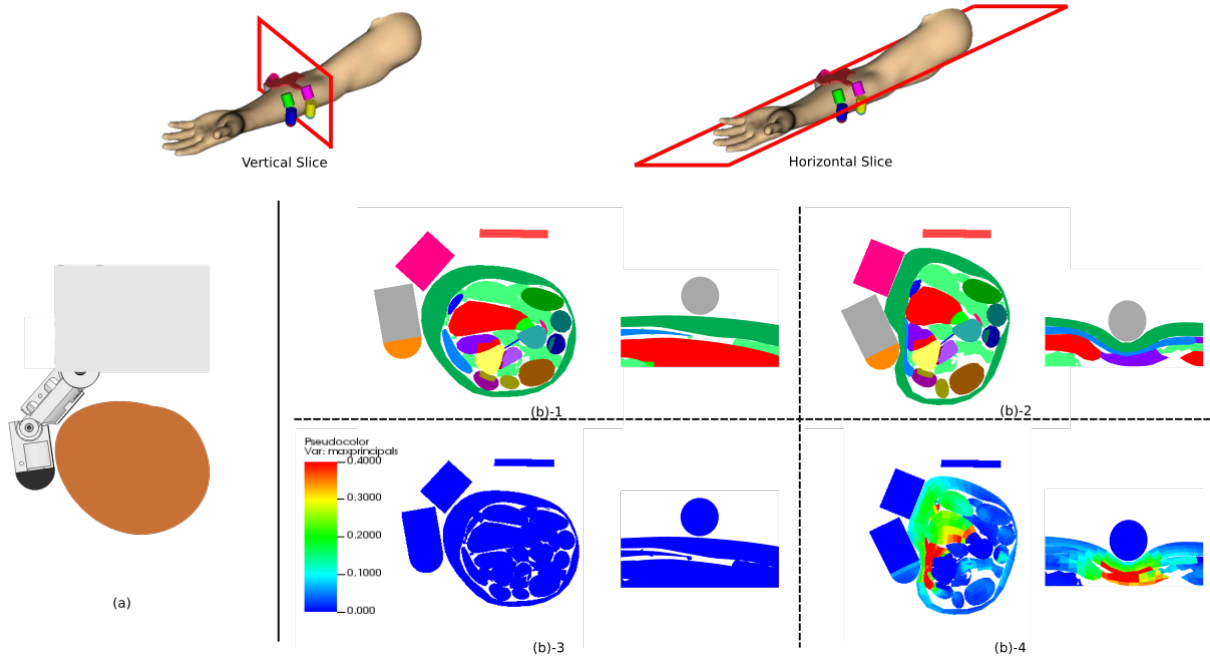 Vertical Slice
Horizontal Slice
(b)-1
(b)-2
Pseudocolor
Var: maxprincipals
0.4000
0.3000
0.2000
0.1000
0.000
(a)
(b)-3
(b)-4